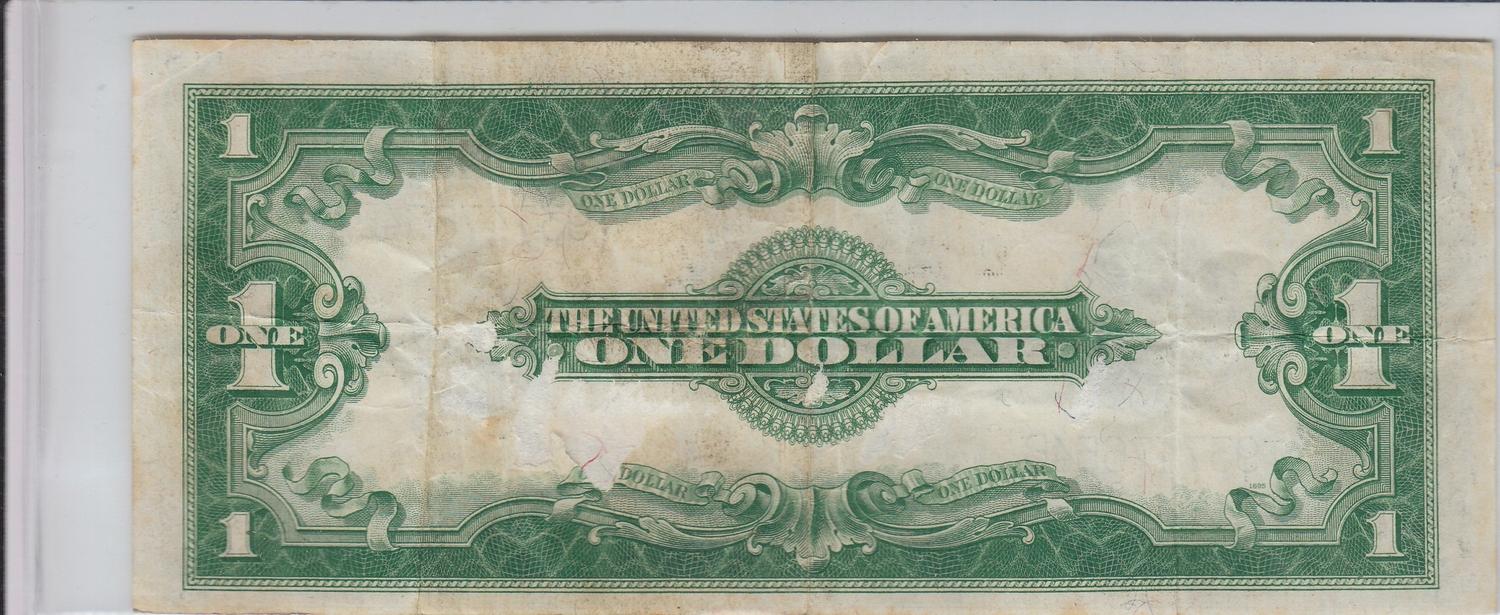 1 1
ONE DOLLAR ONE DOLLAR
THE UNITED STATES OF AMERICA
1 ONE 1 ONE
ONE DOLLAR
DOLLAR ONE DOLLAR
1695
1 1